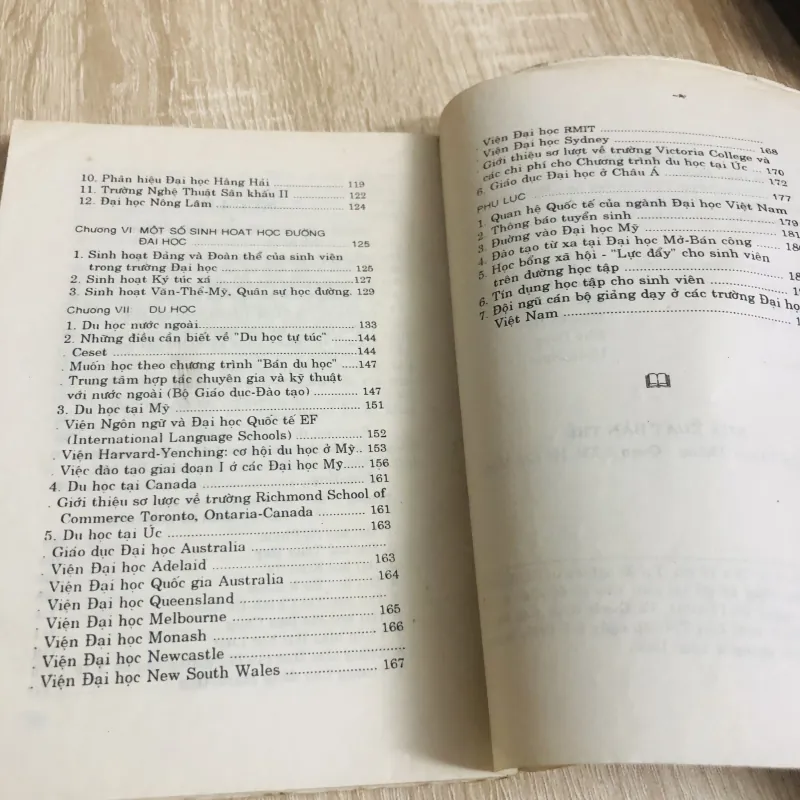 10. Phân hiệu Đại học Hàng Hải ................. 119
11. Trường Nghệ Thuật Sân khấu II ............. 122
12. Đại học Nông Lâm ................................. 124
Chương VI MỘT SỐ SINH HOẠT HỌC ĐƯỜNG
ĐẠI HỌC ................................................. 125
1. Sinh hoạt Đảng và Đoàn thể của sinh viên
trong trường Đại học ............................... 125
2. Sinh hoạt Ký túc xá ................................127
3. Sinh hoạt Văn-Thể-Mỹ, Quân sự học đường. 129
Chương VII DU HỌC
1. Du học nước ngoài..................................... 133
2. Những điều cần biết về "Du học tự túc" .......144
. Ceset .....................................................144
. Muốn học theo chương trình "Bán du học" ..147
. Trung tâm hợp tác chuyên gia và kỹ thuật
với nước ngoài (Bộ Giáo dục-Đào tạo) ........... 147
3. Du học tại Mỹ .......................................... 151
. Viện Ngôn ngữ và Đại học Quốc tế EF
(International Language Schools) ................ 152
. Viện Harvard-Yenching: cơ hội du học ở Mỹ.. 153
. Việc đào tạo giai đoạn I ở các Đại học Mỹ..... 156
4. Du học tại Canada .................................... 161
. Giới thiệu sơ lược về trường Richmond School of
Commerce Toronto, Ontaria-Canada ........... 161
5. Du học tại Úc ........................................... 163
. Giáo dục Đại học Australia ...........................
. Viện Đại học Adelaid ................................. 163
. Viện Đại học Quốc gia Australia .................. 164
. Viện Đại học Queensland ..............................
. Viện Đại học Melbourne ............................. 165
. Viện Đại học Monash ................................. 166
. Viện Đại học Newcastle .................................
. Viện Đại học New South Wales .................... 167
Viện Đại học RMIT ......................................
Viện Đại học Sydney ................................. 168
Giới thiệu sơ lượt về trường Victoria College và
các chi phí cho Chương trình du học tại Úc ... 170
6. Giáo dục Đại học ở Châu Á ....................... 172
PHỤ LỤC ................................................... 177
1. Quan hệ Quốc tế của ngành Đại học Việt Nam
2. Thông báo tuyển sinh ............................... 179
3. Đường vào Đại học Mỹ ............................. 181
4. Đào tạo từ xa tại Đại học Mở-Bán công .......
5. Học bổng xã hội - "Lực đẩy" cho sinh viên
trên đường học tập ...................................
6. Tín dụng học tập cho sinh viên ...................
7. Đội ngũ cán bộ giảng dạy ở các trường Đại
Việt Nam ................................................